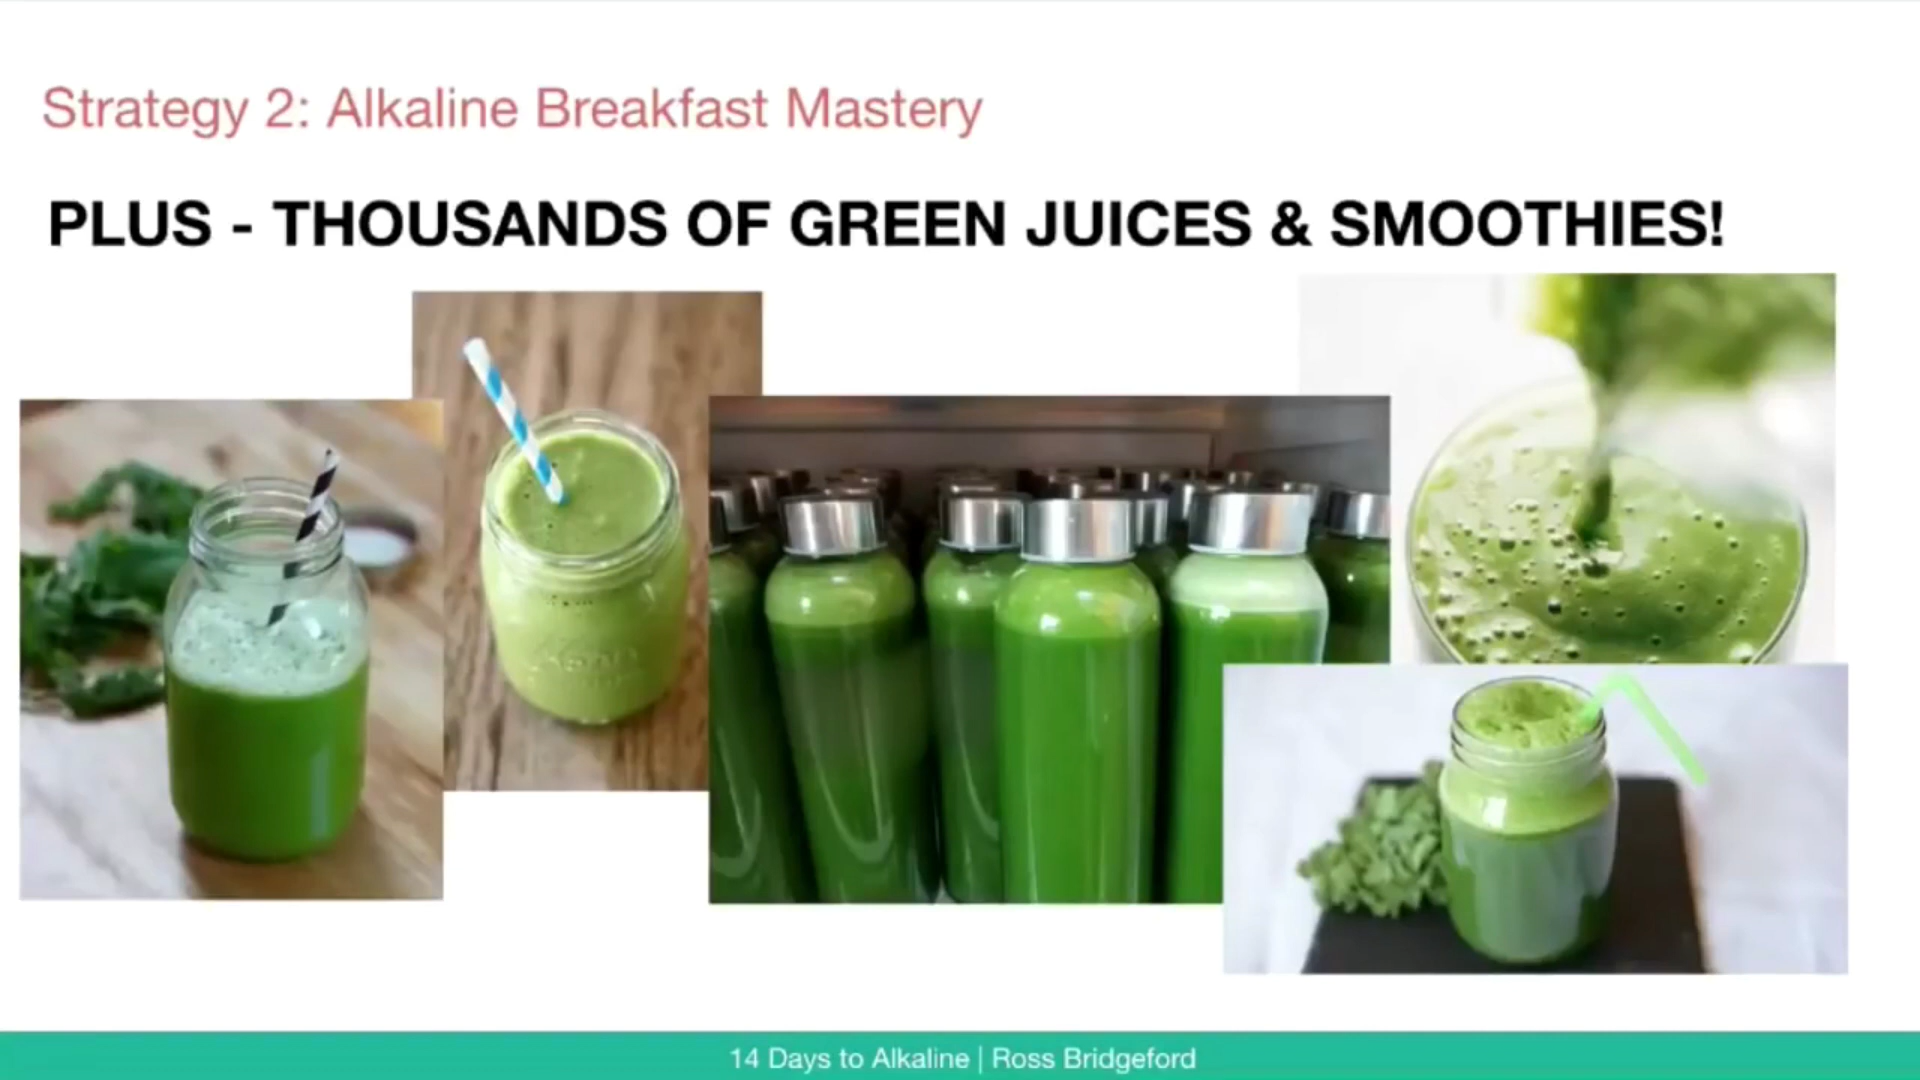 Strategy 2: Alkaline Breakfast Mastery
PLUS - THOUSANDS OF GREEN JUICES & SMOOTHIES!
14 Days to Alkaline | Ross Bridgeford